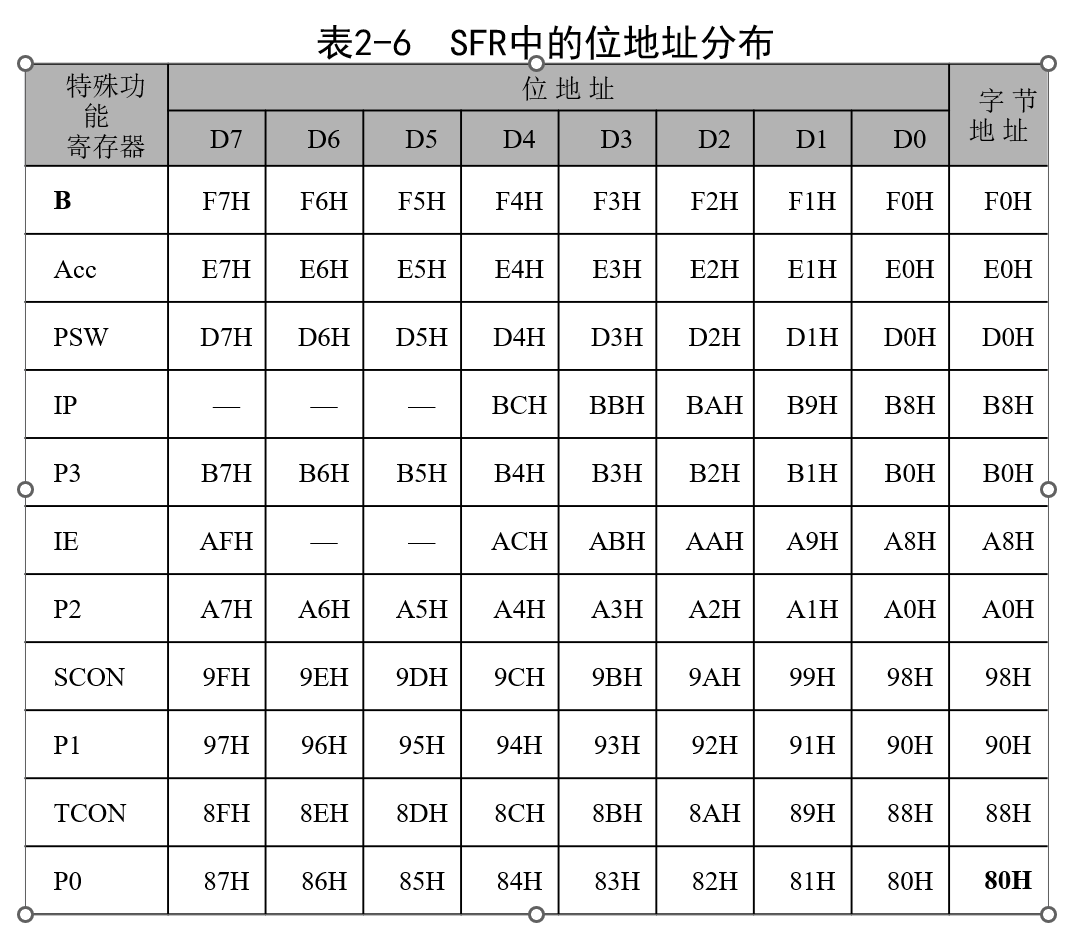 表2-6 SFR中的位地址分布
特殊功
能
寄存器
位地址
字节
地址
D7 D6 D5 D4 D3 D2 D1 D0
B F7H F6H F5H F4H F3H F2H F1H F0H F0H
Acc E7H E6H E5H E4H E3H E2H E1H E0H E0H
PSW D7H D6H D5H D4H D3H D2H D1H D0H D0H
IP — — — BCH BBH BAH B9H B8H B8H
P3 B7H B6H B5H B4H B3H B2H B1H B0H B0H
IE AFH — — ACH ABH AAH A9H A8H A8H
P2 A7H A6H A5H A4H A3H A2H A1H A0H A0H
SCON 9FH 9EH 9DH 9CH 9BH 9AH 99H 98H 98H
P1 97H 96H 95H 94H 93H 92H 91H 90H 90H
TCON 8FH 8EH 8DH 8CH 8BH 8AH 89H 88H 88H
P0 87H 86H 85H 84H 83H 82H 81H 80H 80H